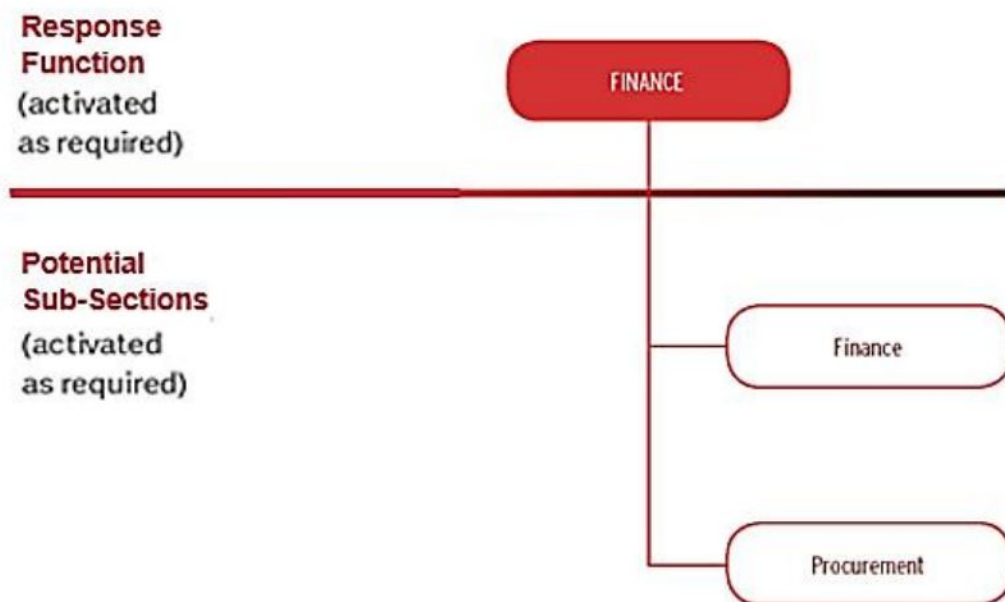 Response
Function
(activated
as required)
FINANCE
Potential
Sub-Sections
(activated
as required)
Finance
Procurement